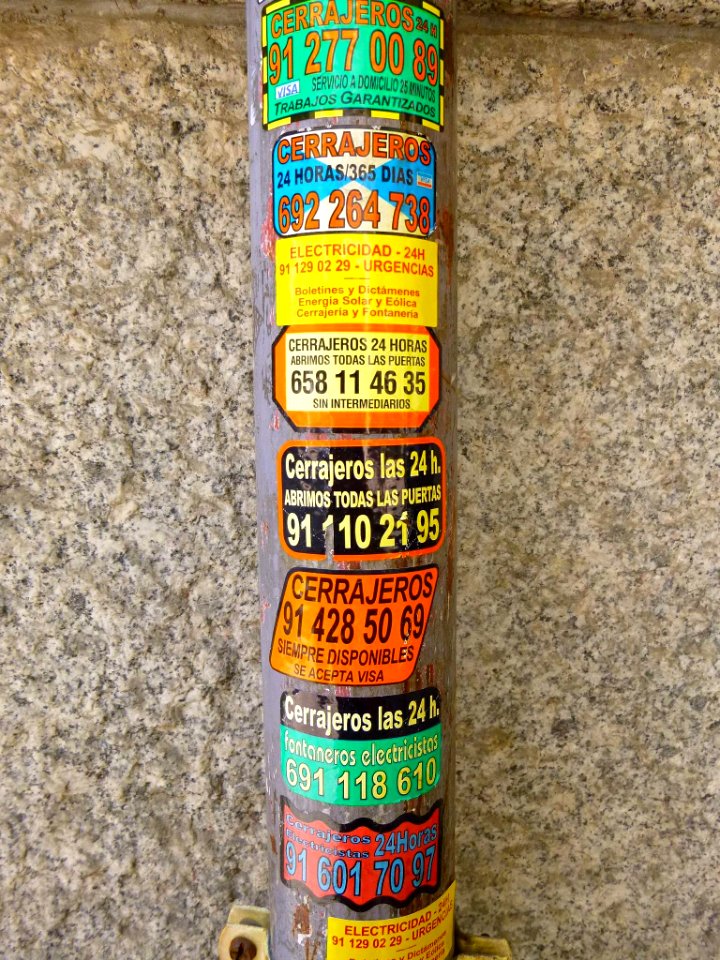 CERRAJEROS 24 H
91 277 00 89
VISA SERVICIO A DOMICILIO 25 MINUTOS
TRABAJOS GARANTIZADOS
CERRAJEROS
24 HORAS/365 DIAS
692 264 738
ELECTRICIDAD - 24H
91 129 02 29 - URGENCIAS
Boletines y Dictámenes
Energía Solar y Eólica
Cerrajería y Fontanería
CERRAJEROS 24 HORAS
ABRIMOS TODAS LAS PUERTAS
658 11 46 35
SIN INTERMEDIARIOS
Cerrajeros las 24 h.
ABRIMOS TODAS LAS PUERTAS
91 110 21 95
CERRAJEROS
91 428 50 69
SIEMPRE DISPONIBLES
SE ACEPTA VISA
Cerrajeros las 24 h.
fontaneros electricistas
691 118 610
Cerrajeros 24Horas
Electricistas
91 601 70 97
ELECTRICIDAD - 24H
91 129 02 29 - URGENCIAS
Boletines y Dictámenes